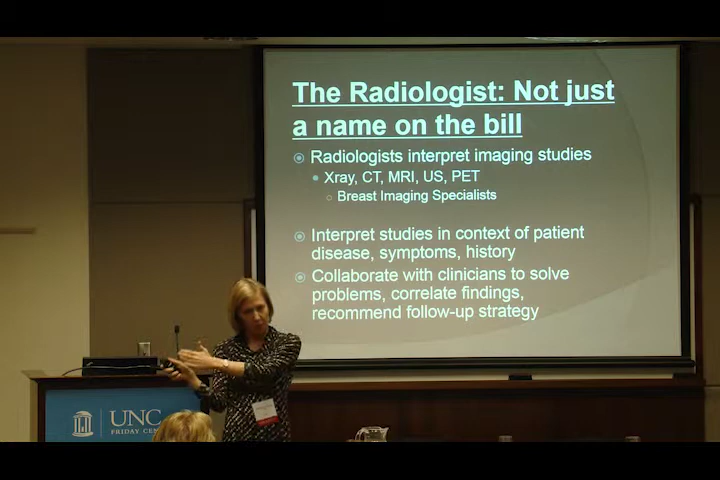 The Radiologist: Not just
a name on the bill
Radiologists interpret imaging studies
Xray, CT, MRI, US, PET
Breast Imaging Specialists
Interpret studies in context of patient
disease, symptoms, history
Collaborate with clinicians to solve
problems, correlate findings,
recommend follow-up strategy
UNC
FRIDAY